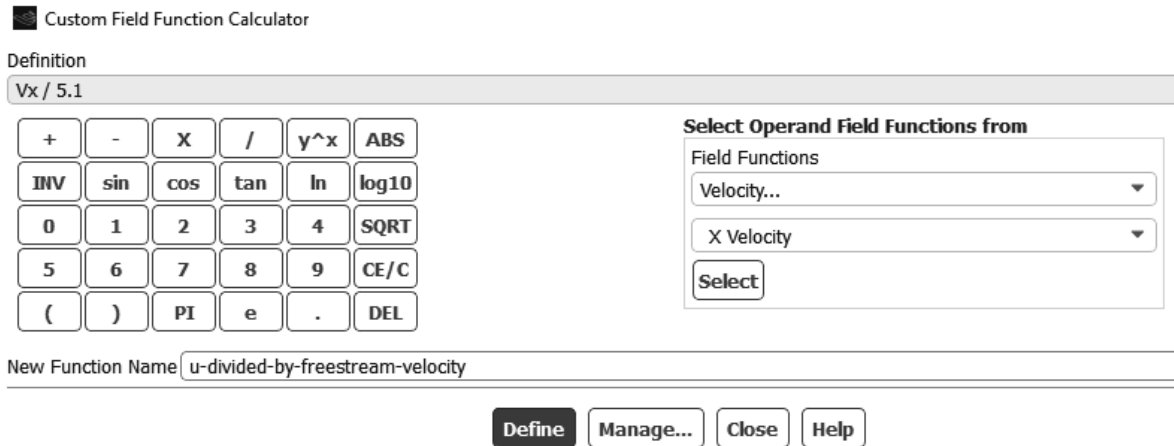 Custom Field Function Calculator
Definition
Vx / 5.1
+ - X / y^x ABS
INV sin cos tan ln log10
0 1 2 3 4 SQRT
5 6 7 8 9 CE/C
( ) PI e . DEL
Select Operand Field Functions from
Field Functions
Velocity...
X Velocity
Select
New Function Name u-divided-by-freestream-velocity
Define Manage... Close Help